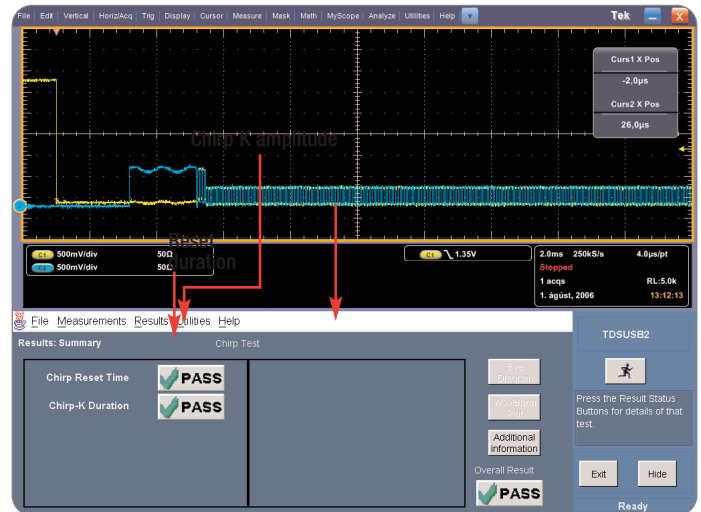 File Edit Vertical Horiz/Acq Trig Display Cursor Measure Mask Math MyScope Analyze Utilities Help Tek
Curs1 X Pos
-2,0µs
Curs2 X Pos
26,0µs
Chirp K amplitude
Reset
duration
C1 500mV/div 50Ω
C2 500mV/div 50Ω
C1 1.35V
2.0ms 250kS/s 4.0µs/pt
Stopped
1 acqs RL:5.0k
1. ágúst, 2006 13:12:13
File Measurements Results Utilities Help
Results: Summary Chirp Test
Chirp Reset Time PASS
Chirp-K Duration PASS
Eye
Diagram
Waveform
Plot
Additional
information
Overall Result
PASS
TDSUSB2
Press the Result Status
Buttons for details of that
test.
Exit Hide
Ready